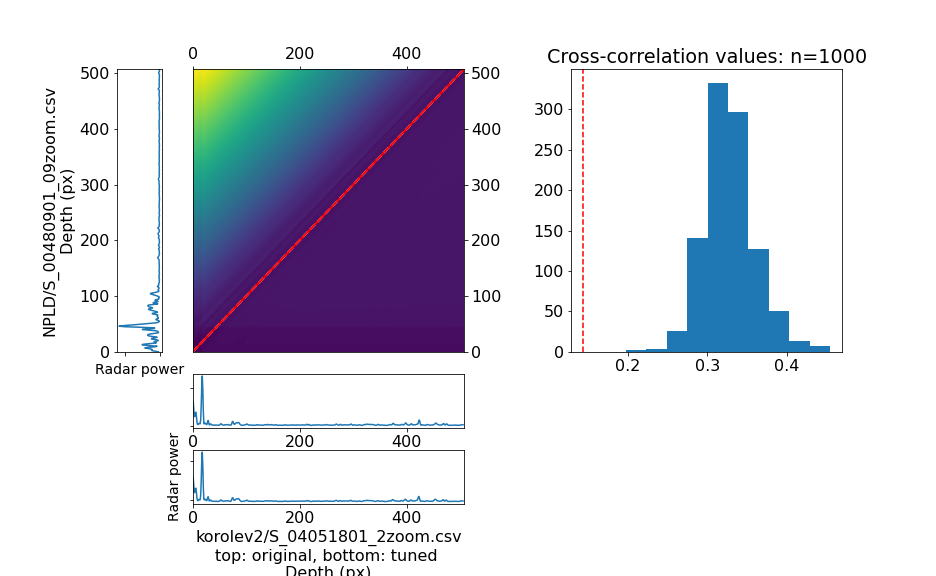 Cross-correlation values: n=1000
0 200 400
500
400
300
200
100
0
NPLD/S_00480901_09zoom.csv
Depth (px)
Radar power
500
400
300
200
100
0
300
250
200
150
100
50
0
0.2 0.3 0.4
0 200 400
Radar power
0 200 400
korolev2/S_04051801_2zoom.csv
top: original, bottom: tuned
Depth (px)